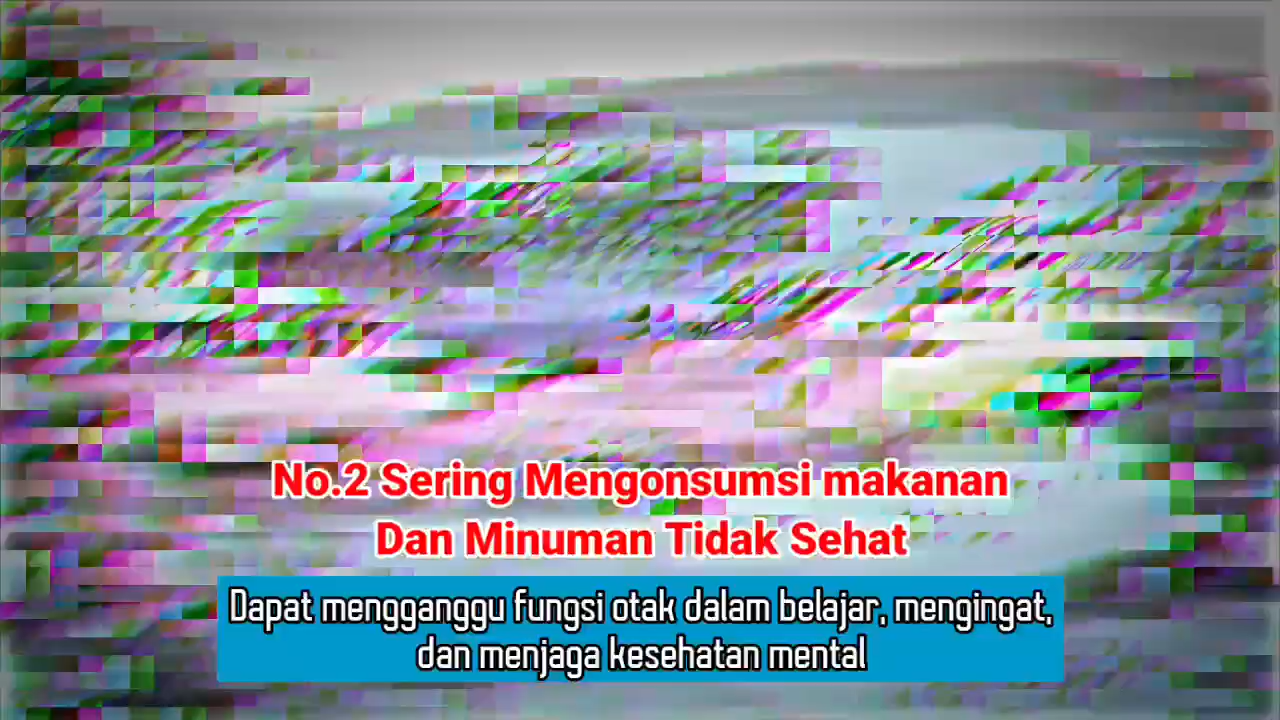 No.2 Sering Mengonsumsi makanan
Dan Minuman Tidak Sehat
Dapat mengganggu fungsi otak dalam belajar, mengingat,
dan menjaga kesehatan mental